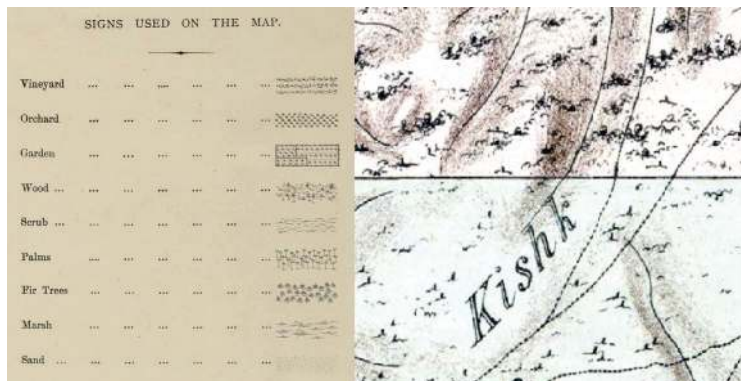 SIGNS USED ON THE MAP.
Vineyard ... ... ... ... ... ...
Orchard ... ... ... ... ... ...
Garden ... ... ... ... ... ...
Wood ... ... ... ... ... ... ...
Scrub ... ... ... ... ... ... ...
Palms ... ... ... ... ... ...
Fir Trees ... ... ... ... ... ...
Marsh ... ... ... ... ... ...
Sand ... ... ... ... ... ... ...
Kishk